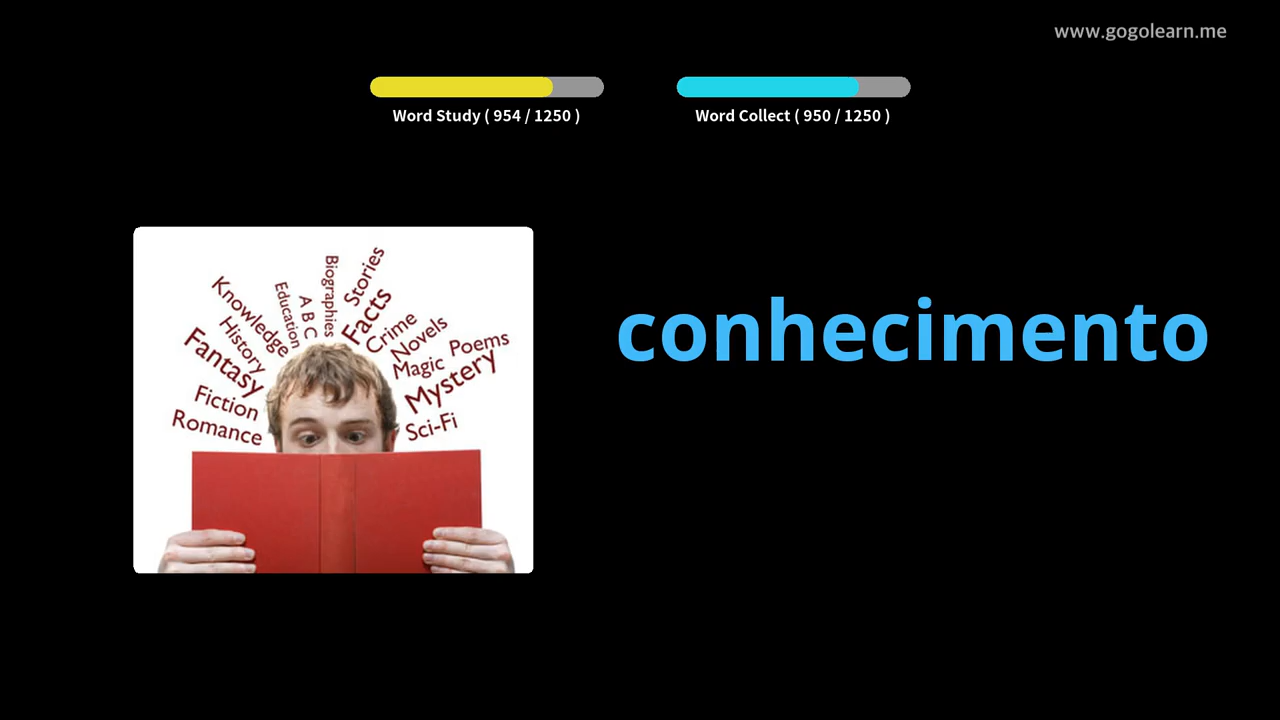 www.gogolearn.me
Word Study ( 954 / 1250 )
Word Collect ( 950 / 1250 )
conhecimento
Knowledge
Education
A B C
Biographies
Stories
Facts
Crime
Novels
Poems
History
Fantasy
Magic
Mystery
Fiction
Romance
Sci-Fi